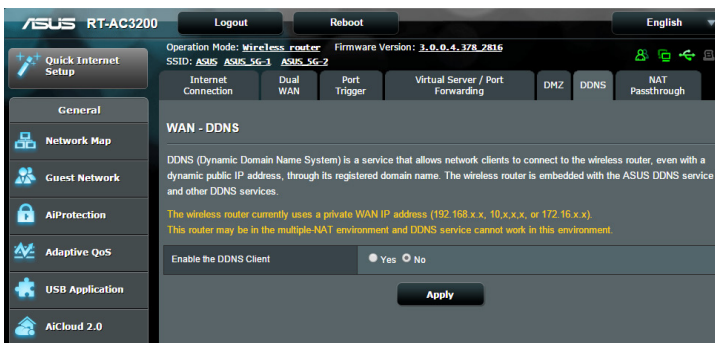 ASUS RT-AC3200 Logout Reboot English
Quick Internet Setup
General
Network Map
Guest Network
AiProtection
Adaptive QoS
USB Application
AiCloud 2.0
Operation Mode: Wireless router Firmware Version: 3.0.0.4.378_2816
SSID: ASUS ASUS_5G-1 ASUS_5G-2
Internet Connection Dual WAN Port Trigger Virtual Server / Port Forwarding DMZ DDNS NAT Passthrough
WAN - DDNS
DDNS (Dynamic Domain Name System) is a service that allows network clients to connect to the wireless router, even with a
dynamic public IP address, through its registered domain name. The wireless router is embedded with the ASUS DDNS service
and other DDNS services.
The wireless router currently uses a private WAN IP address (192.168.x.x, 10,x,x,x, or 172.16.x.x).
This router may be in the multiple-NAT environment and DDNS service cannot work in this environment.
Enable the DDNS Client Yes No
Apply